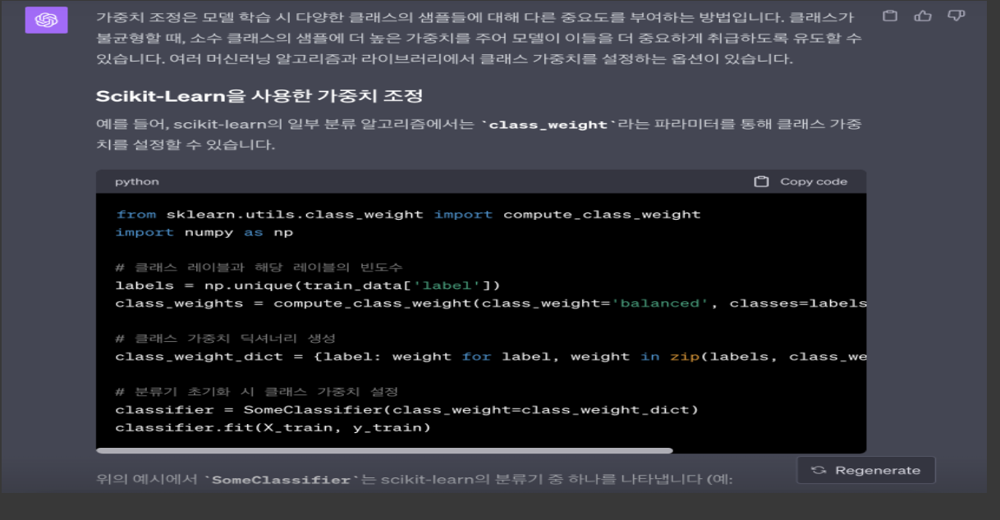 가중치 조정은 모델 학습 시 다양한 클래스의 샘플들에 대해 다른 중요도를 부여하는 방법입니다. 클래스가
불균형할 때, 소수 클래스의 샘플에 더 높은 가중치를 주어 모델이 이들을 더 중요하게 취급하도록 유도할 수
있습니다. 여러 머신러닝 알고리즘과 라이브러리에서 클래스 가중치를 설정하는 옵션이 있습니다.
Scikit-Learn을 사용한 가중치 조정
예를 들어, scikit-learn의 일부 분류 알고리즘에서는 `class_weight`라는 파라미터를 통해 클래스 가중
치를 설정할 수 있습니다.
python
Copy code
from sklearn.utils.class_weight import compute_class_weight
import numpy as np
# 클래스 레이블과 해당 레이블의 빈도수
labels = np.unique(train_data['label'])
class_weights = compute_class_weight(class_weight='balanced', classes=labels
# 클래스 가중치 딕셔너리 생성
class_weight_dict = {label: weight for label, weight in zip(labels, class_we
# 분류기 초기화 시 클래스 가중치 설정
classifier = SomeClassifier(class_weight=class_weight_dict)
classifier.fit(X_train, y_train)
위의 예시에서 `SomeClassifier`는 scikit-learn의 분류기 중 하나를 나타냅니다 (예:
Regenerate